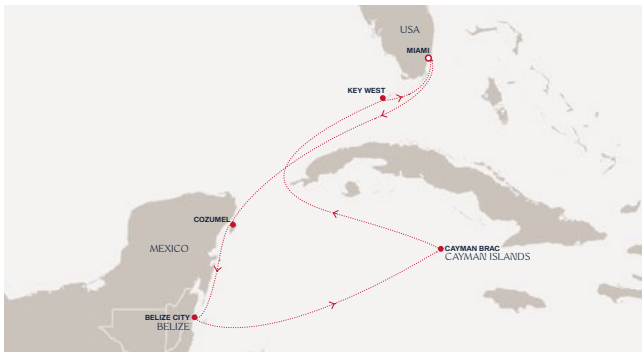 USA
MIAMI
KEY WEST
COZUMEL
MEXICO
CAYMAN BRAC
CAYMAN ISLANDS
BELIZE CITY
BELIZE